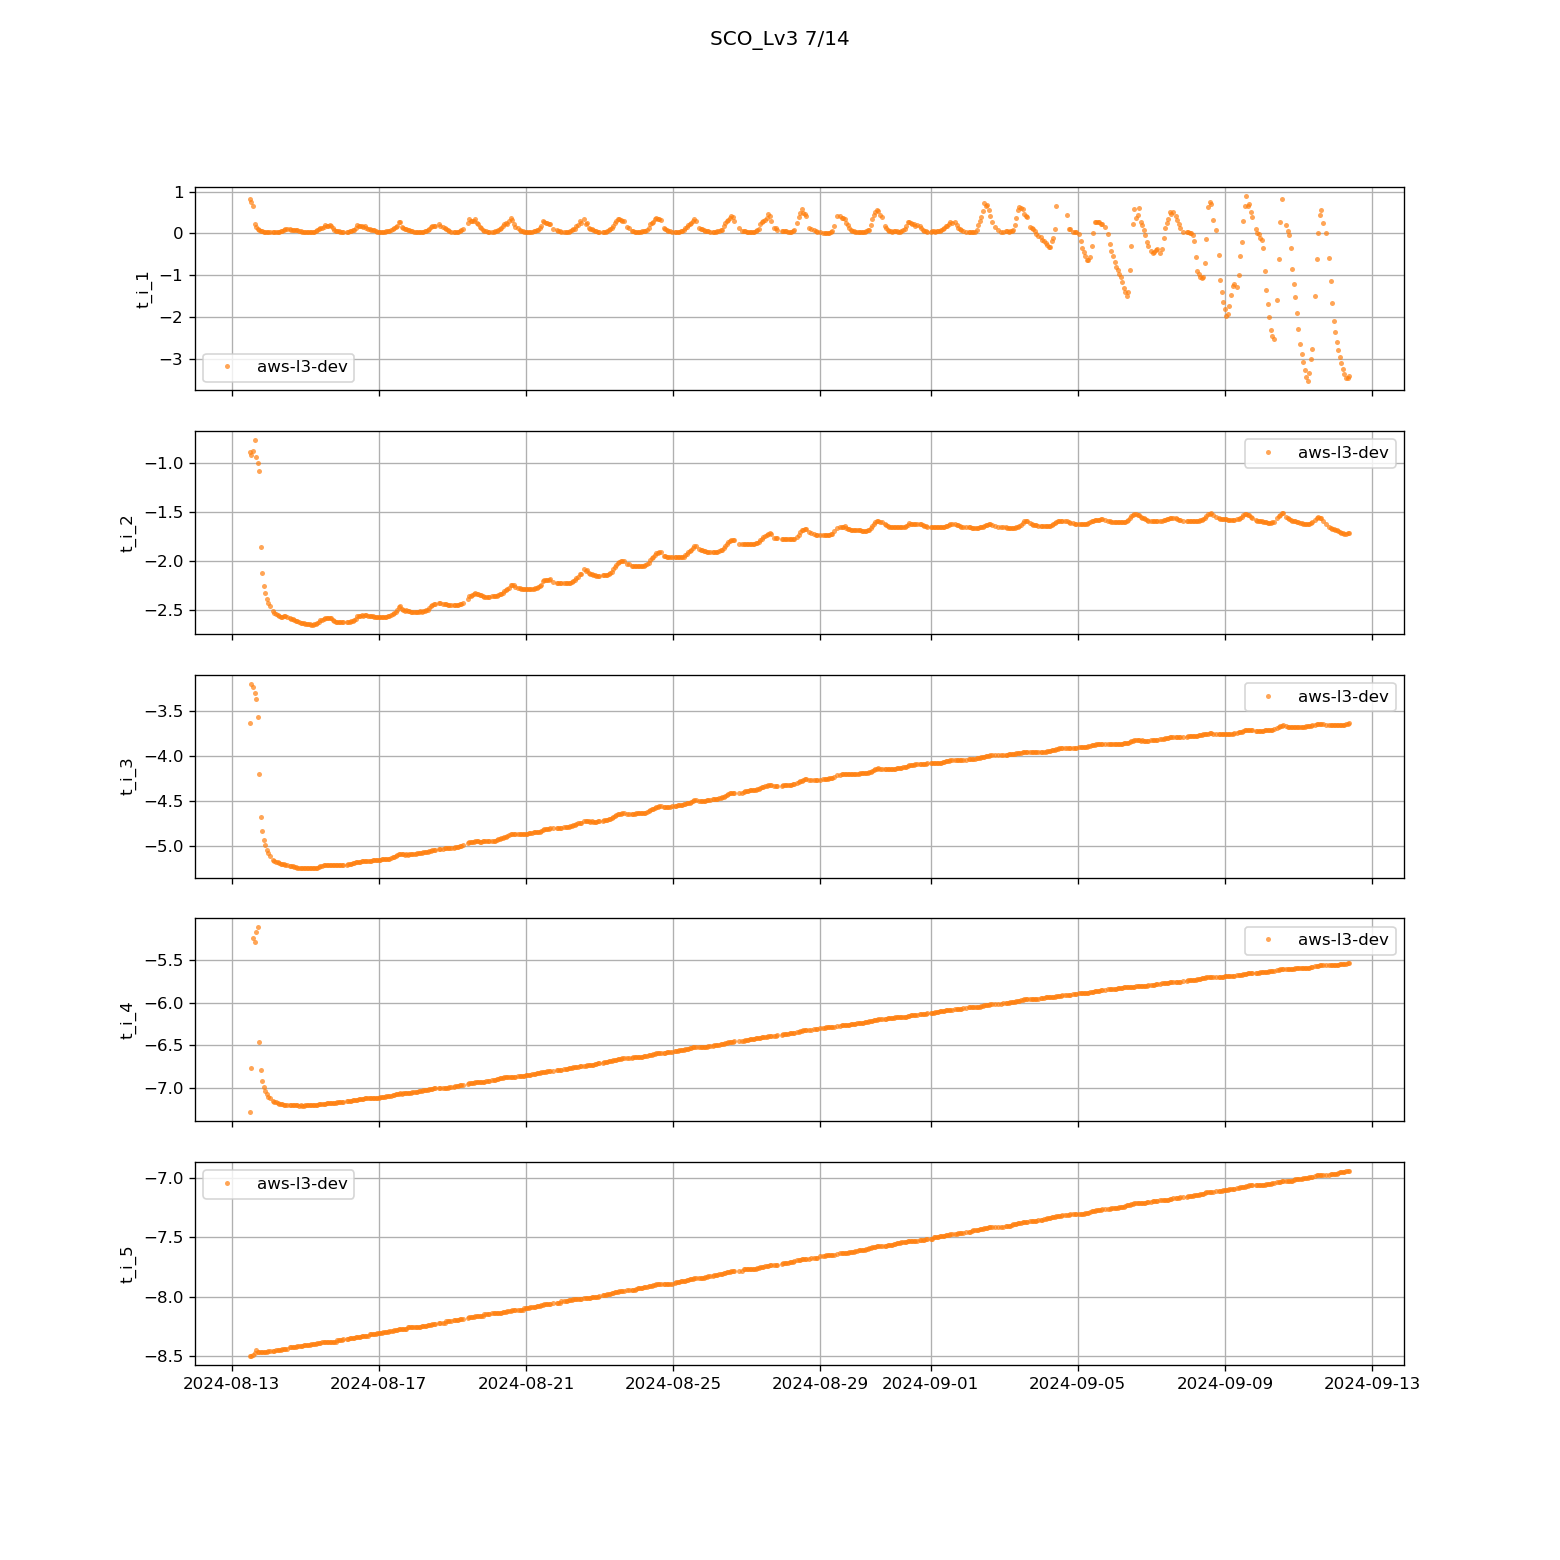 SCO_Lv3 7/14
1
0
−1
−2
−3
t_i_1
aws-l3-dev
−1.0
−1.5
−2.0
−2.5
t_i_2
aws-l3-dev
−3.5
−4.0
−4.5
−5.0
t_i_3
aws-l3-dev
−5.5
−6.0
−6.5
−7.0
t_i_4
aws-l3-dev
−7.0
−7.5
−8.0
−8.5
t_i_5
aws-l3-dev
2024-08-13 2024-08-17 2024-08-21 2024-08-25 2024-08-29 2024-09-01 2024-09-05 2024-09-09 2024-09-13